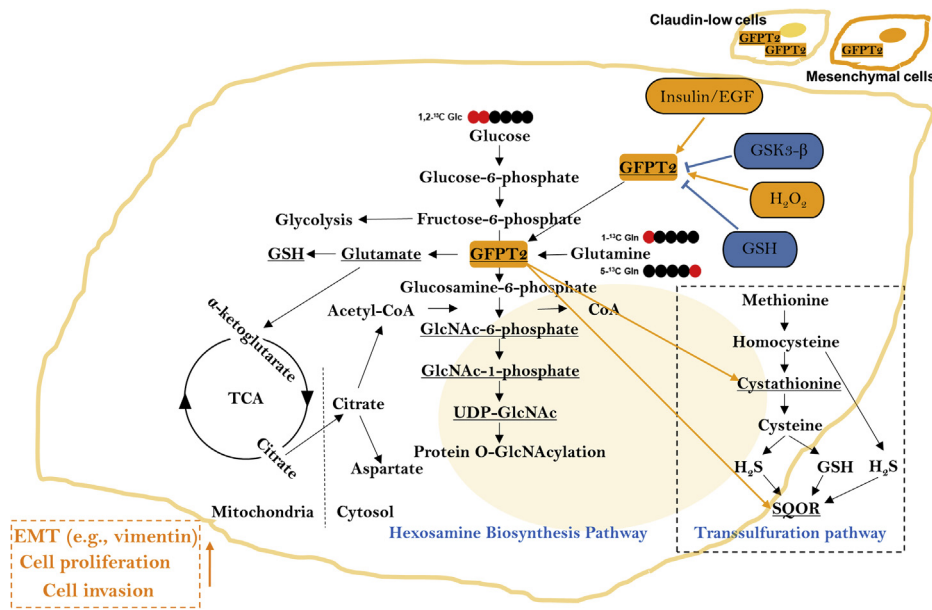 Claudin-low cells
GFPT2
GFPT2
GFPT2
Mesenchymal cells
Insulin/EGF
1,2-¹³C Glc
Glucose
GSK3-β
GFPT2
Glucose-6-phosphate
H₂O₂
Glycolysis
Fructose-6-phosphate
1-¹³C Gln
GSH
GSH
Glutamate
GFPT2
Glutamine
5-¹³C Gln
Glucosamine-6-phosphate
Methionine
α-ketoglutarate
Acetyl-CoA
CoA
GlcNAc-6-phosphate
Homocysteine
GlcNAc-1-phosphate
Cystathionine
TCA
Citrate
UDP-GlcNAc
Cysteine
Citrate
Protein O-GlcNAcylation
Aspartate
H₂S
GSH
H₂S
SQOR
Mitochondria
Cytosol
Hexosamine Biosynthesis Pathway
Transsulfuration pathway
EMT (e.g., vimentin)
Cell proliferation
Cell invasion